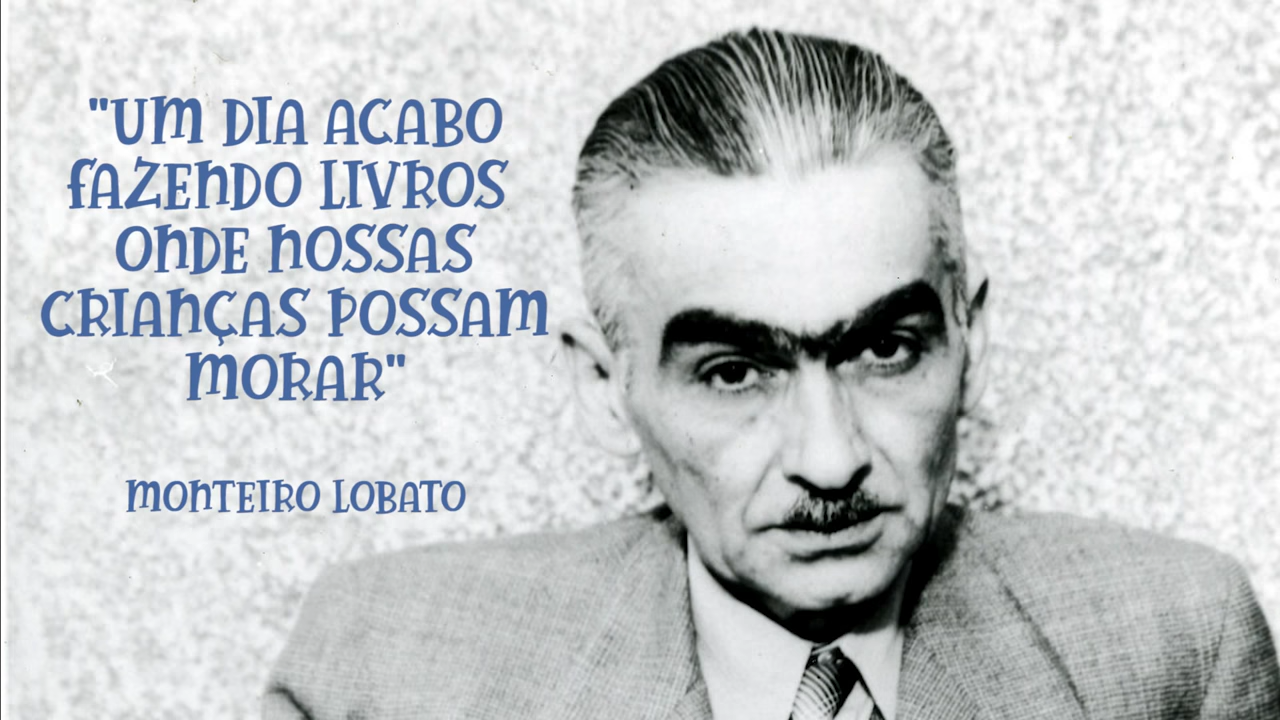 "UM DIA ACABO
FAZENDO LIVROS
ONDE NOSSAS
CRIANÇAS POSSAM
MORAR"
MONTEIRO LOBATO